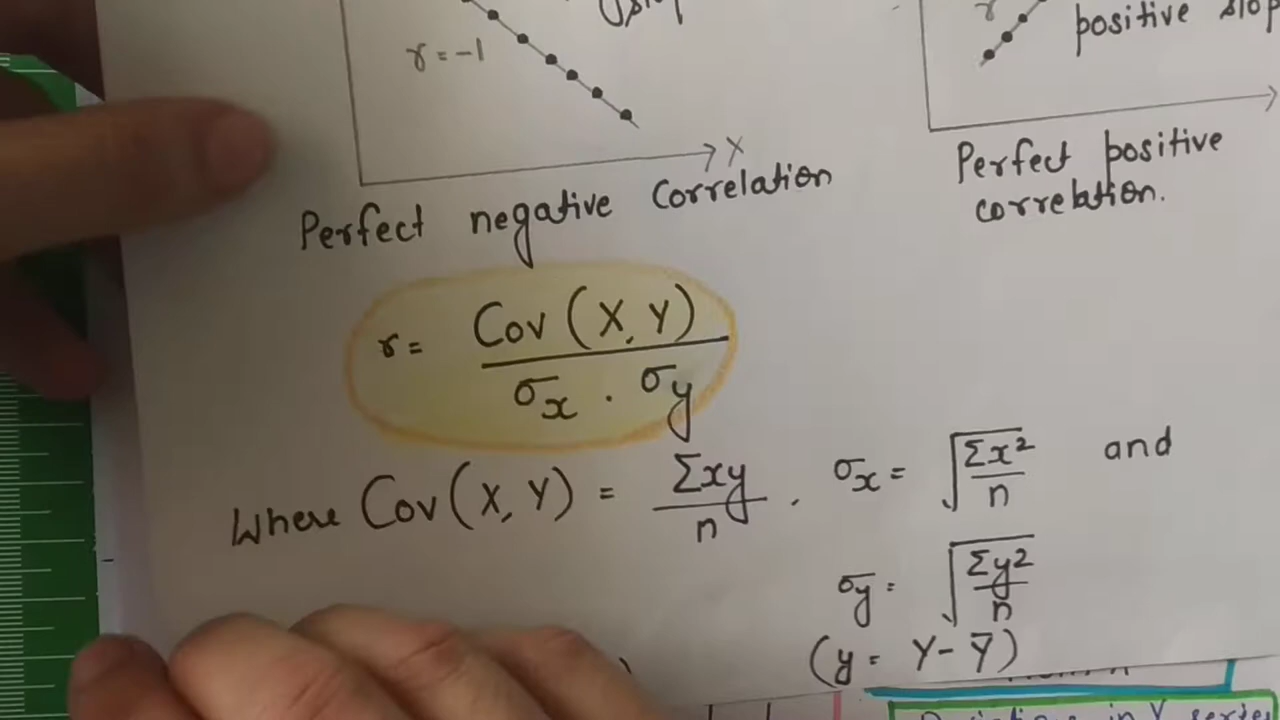 r = -1
positive
X
Perfect negative correlation
Perfect positive
correlation.
r = Cov (X, Y) / σx . σy
Where Cov (X, Y) = Σxy / n . σx = √Σx² / n and
σy = √Σy² / n
(y = Y - Ȳ)